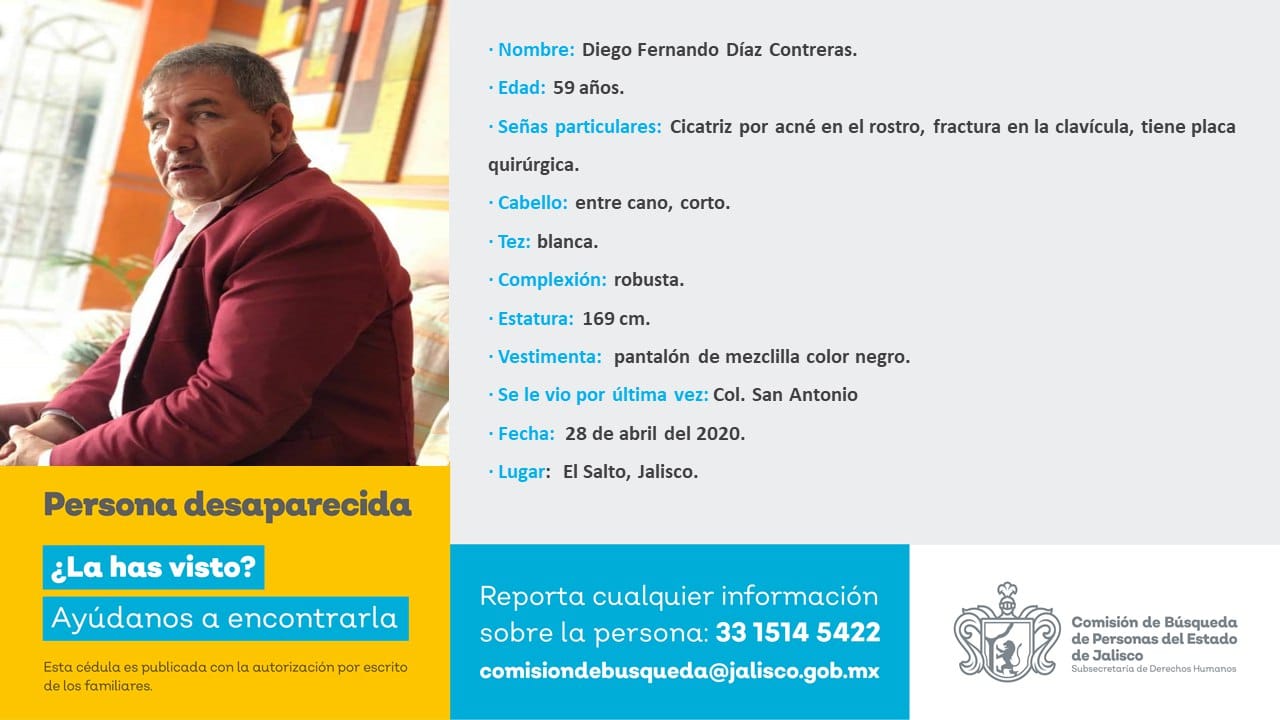 · Nombre: Diego Fernando Díaz Contreras.
· Edad: 59 años.
· Señas particulares: Cicatriz por acné en el rostro, fractura en la clavícula, tiene placa
quirúrgica.
· Cabello: entre cano, corto.
· Tez: blanca.
· Complexión: robusta.
· Estatura: 169 cm.
· Vestimenta: pantalón de mezclilla color negro.
· Se le vio por última vez: Col. San Antonio
· Fecha: 28 de abril del 2020.
· Lugar: El Salto, Jalisco.
Persona desaparecida
¿La has visto?
Ayúdanos a encontrarla
Esta cédula es publicada con la autorización por escrito
de los familiares.
Reporta cualquier información
sobre la persona: 33 1514 5422
comisiondebusqueda@jalisco.gob.mx
Comisión de Búsqueda
de Personas del Estado
de Jalisco
Subsecretaría de Derechos Humanos